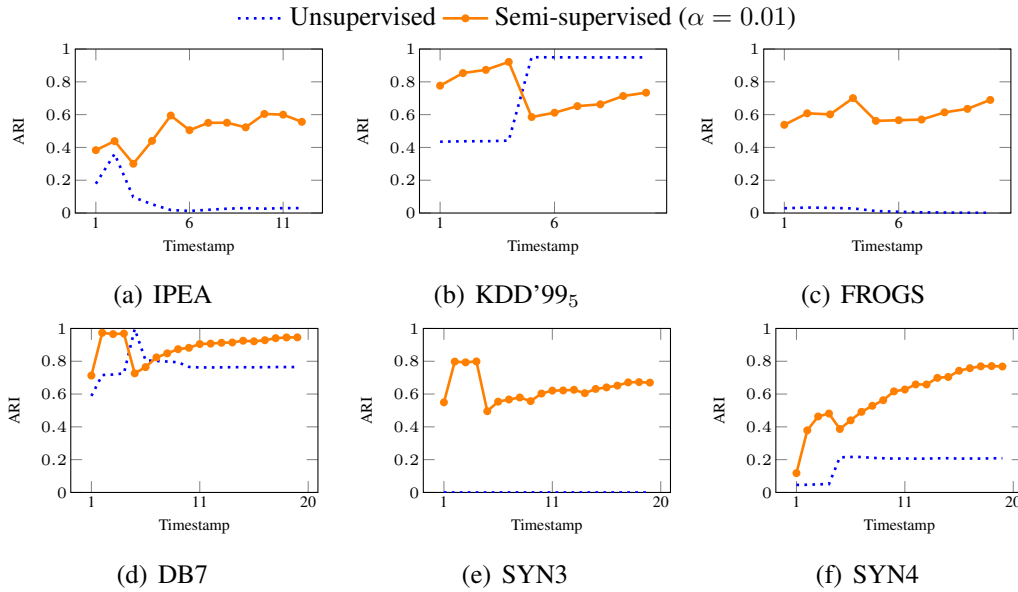 Unsupervised Semi-supervised (α = 0.01)
1
0.8
0.6
0.4
0.2
0
ARI
1 6 11
Timestamp
(a) IPEA
1
0.8
0.6
0.4
0.2
0
ARI
6
Timestamp
(b) KDD'99₅
1
0.8
0.6
0.4
0.2
0
ARI
1 6
Timestamp
(c) FROGS
1
0.8
0.6
0.4
0.2
0
ARI
1 11 20
Timestamp
(d) DB7
1
0.8
0.6
0.4
0.2
0
ARI
1 11 20
Timestamp
(e) SYN3
1
0.8
0.6
0.4
0.2
0
ARI
1 11 20
Timestamp
(f) SYN4